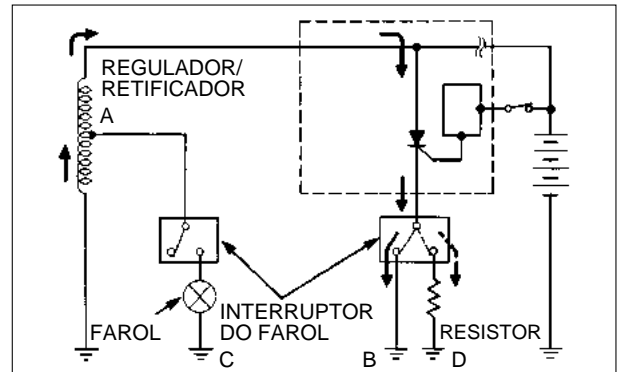 REGULADOR/
RETIFICADOR
A
FAROL
INTERRUPTOR
DO FAROL
RESISTOR
C
B
D